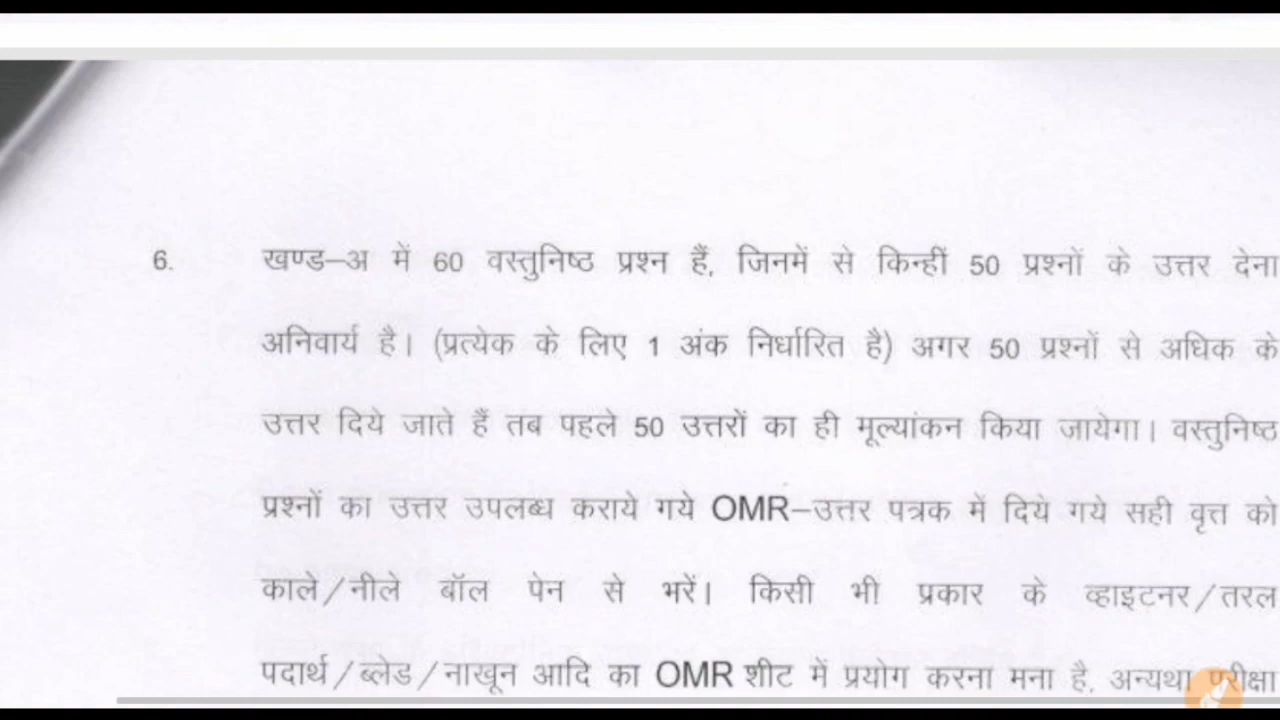 6. खण्ड–अ में 60 वस्तुनिष्ठ प्रश्न हैं, जिनमें से किन्हीं 50 प्रश्नों के उत्तर देना
अनिवार्य है। (प्रत्येक के लिए 1 अंक निर्धारित है) अगर 50 प्रश्नों से अधिक के
उत्तर दिये जाते हैं तब पहले 50 उत्तरों का ही मूल्यांकन किया जायेगा। वस्तुनिष्ठ
प्रश्नों का उत्तर उपलब्ध कराये गये OMR–उत्तर पत्रक में दिये गये सही वृत्त को
काले/नीले बॉल पेन से भरें। किसी भी प्रकार के व्हाइटनर/तरल
पदार्थ/ब्लेड/नाखून आदि का OMR शीट में प्रयोग करना मना है, अन्यथा परीक्षा